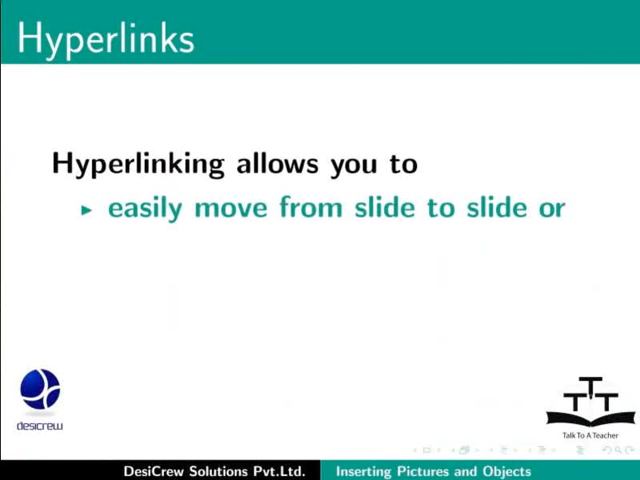 Hyperlinks
Hyperlinking allows you to
easily move from slide to slide or
desicrew
TTT
Talk To A Teacher
DesiCrew Solutions Pvt.Ltd.
Inserting Pictures and Objects